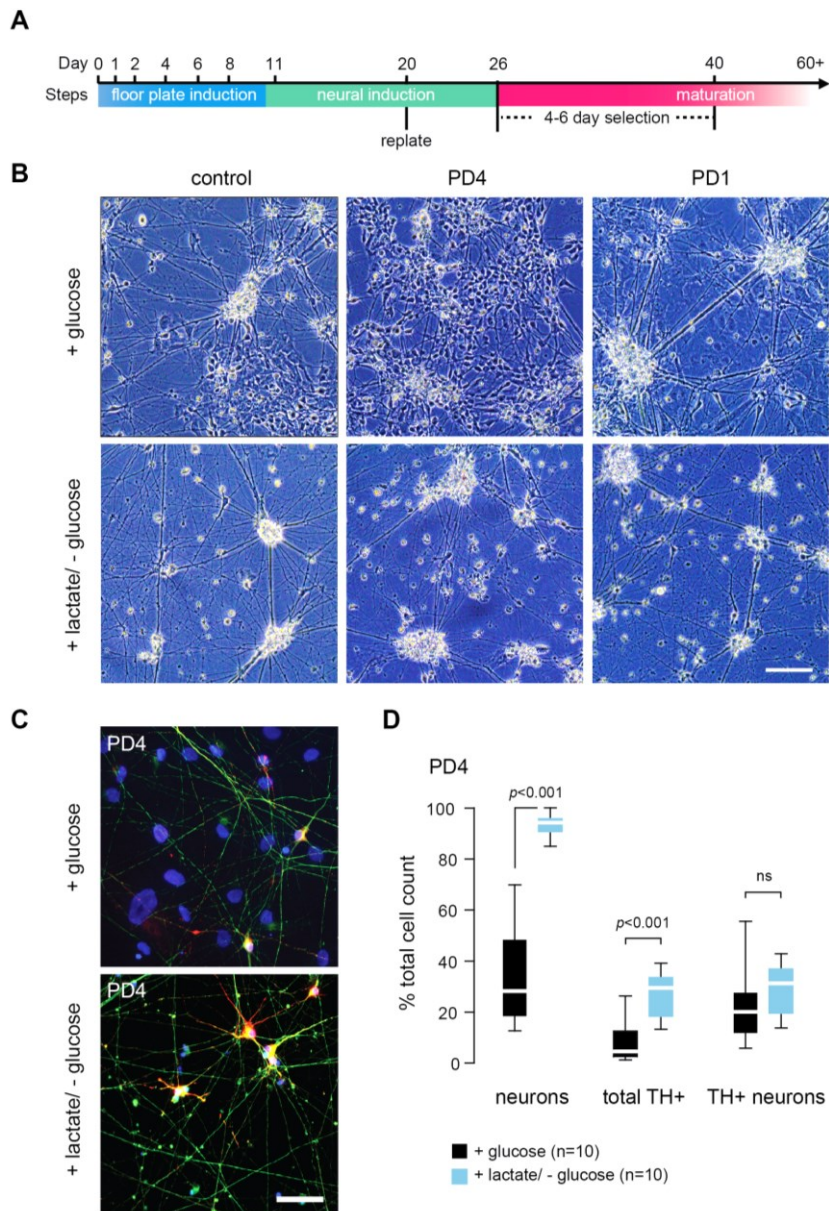 A
Day 0 1 2 4 6 8 11 20 26 40 60+
Steps floor plate induction neural induction maturation
4-6 day selection
replate
B
control PD4 PD1
+ glucose
+ lactate/ - glucose
C
PD4
+ glucose
PD4
+ lactate/ - glucose
D
PD4
% total cell count
100
80
60
40
20
0
p<0.001
p<0.001
ns
neurons total TH+ TH+ neurons
+ glucose (n=10)
+ lactate/ - glucose (n=10)